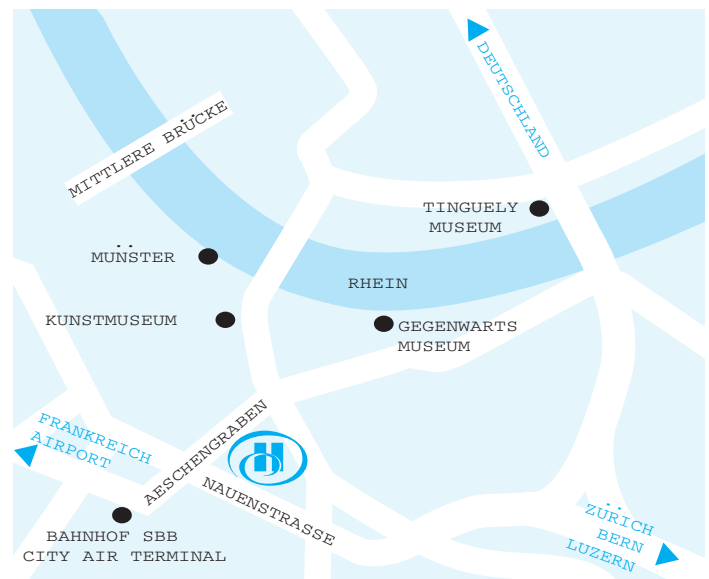 DEUTSCHLAND
MITTLERE BRÜCKE
TINGUELY
MUSEUM
MÜNSTER
RHEIN
KUNSTMUSEUM
GEGENWARTS
MUSEUM
FRANKREICH
AIRPORT
AESCHENGRABEN
NAUENSTRASSE
BAHNHOF SBB
CITY AIR TERMINAL
ZÜRICH
BERN
LUZERN